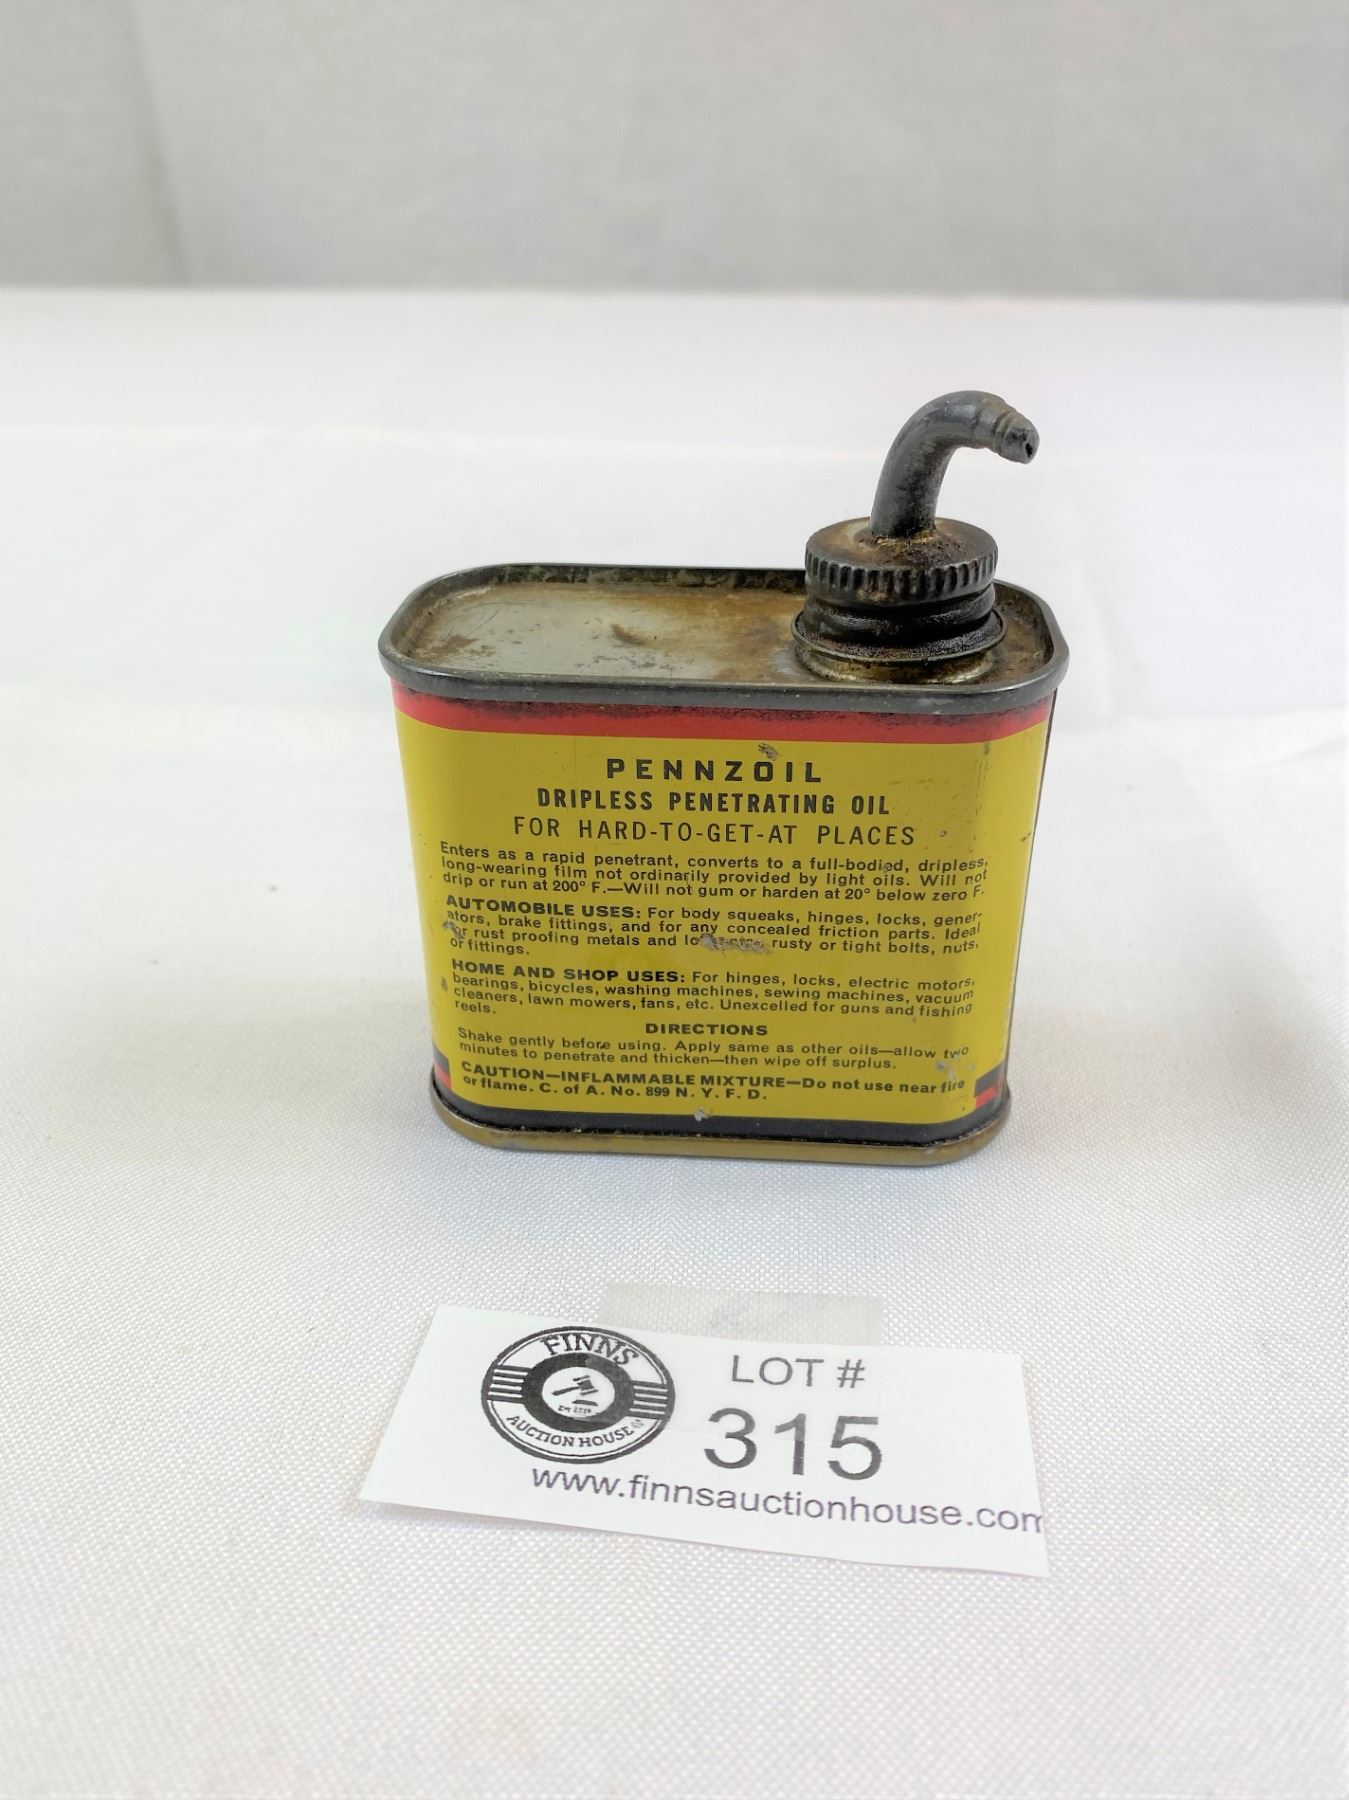 PENNZOIL
DRIPLESS PENETRATING OIL
FOR HARD-TO-GET-AT PLACES
Enters as a rapid penetrant, converts to a full-bodied, dripless,
long-wearing film not ordinarily provided by light oils. Will not
drip or run at 200° F.—Will not gum or harden at 20° below zero F.
AUTOMOBILE USES: For body squeaks, hinges, locks, gener-
ators, brake fittings, and for any concealed friction parts. Ideal
for rust proofing metals and rusty or tight bolts, nuts,
or fittings.
HOME AND SHOP USES: For hinges, locks, electric motors,
bearings, bicycles, washing machines, sewing machines, vacuum
cleaners, lawn mowers, fans, etc. Unexcelled for guns and fishing
reels.
DIRECTIONS
Shake gently before using. Apply same as other oils—allow two
minutes to penetrate and thicken—then wipe off surplus.
CAUTION—INFLAMMABLE MIXTURE—Do not use near fire
or flame. C. of A. No. 899 N. Y. F. D.
FINNS
AUCTION HOUSE
LOT #
315
www.finnsauctionhouse.com